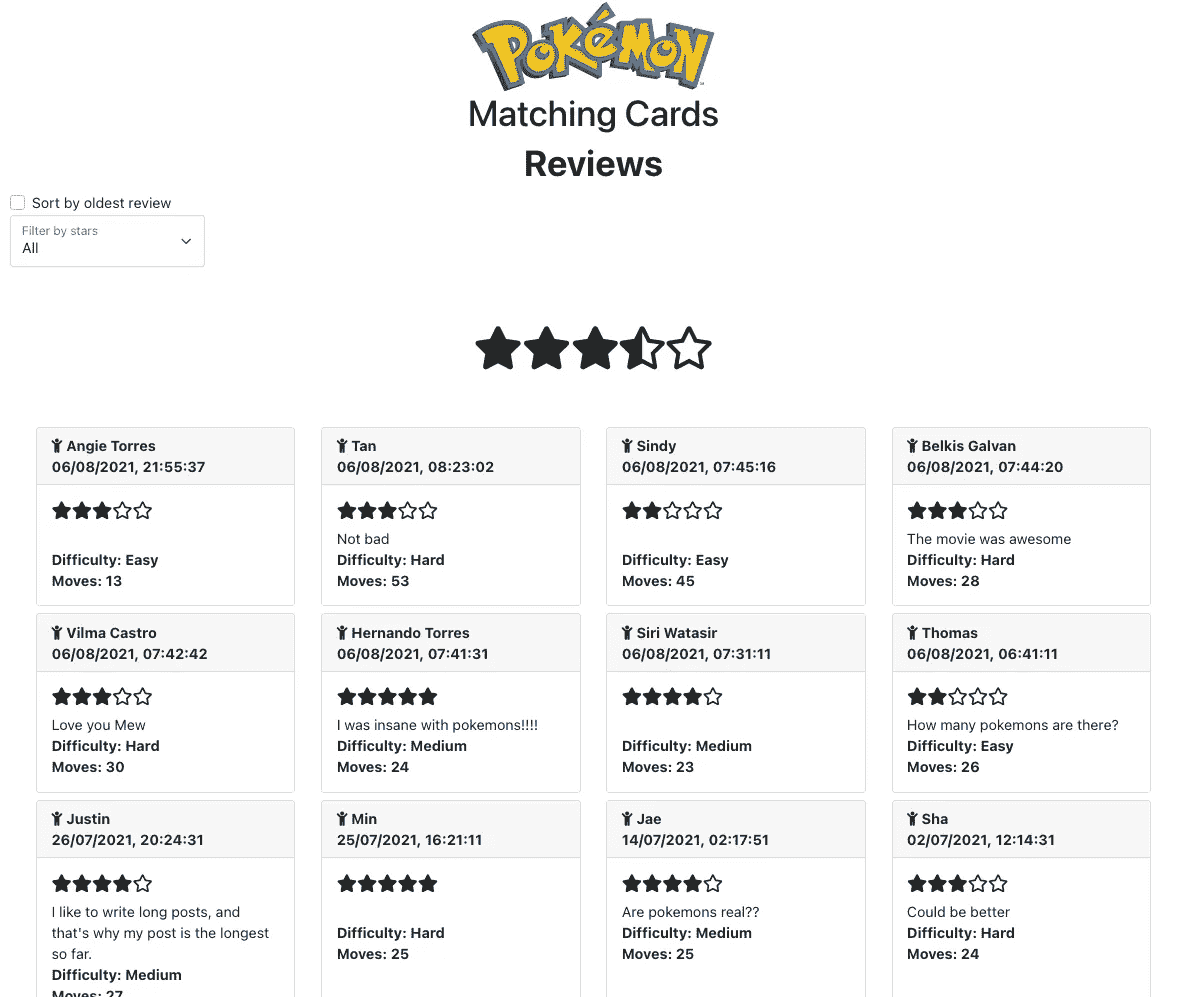 POKéMON
Matching Cards
Reviews
Sort by oldest review
Filter by stars
All
Angie Torres
06/08/2021, 21:55:37
Difficulty: Easy
Moves: 13
Tan
06/08/2021, 08:23:02
Not bad
Difficulty: Hard
Moves: 53
Sindy
06/08/2021, 07:45:16
Difficulty: Easy
Moves: 45
Belkis Galvan
06/08/2021, 07:44:20
The movie was awesome
Difficulty: Hard
Moves: 28
Vilma Castro
06/08/2021, 07:42:42
Love you Mew
Difficulty: Hard
Moves: 30
Hernando Torres
06/08/2021, 07:41:31
I was insane with pokemons!!!!
Difficulty: Medium
Moves: 24
Siri Watasir
06/08/2021, 07:31:11
Difficulty: Medium
Moves: 23
Thomas
06/08/2021, 06:41:11
How many pokemons are there?
Difficulty: Easy
Moves: 26
Justin
26/07/2021, 20:24:31
I like to write long posts, and
that's why my post is the longest
so far.
Difficulty: Medium
Moves: 27
Min
25/07/2021, 16:21:11
Difficulty: Hard
Moves: 25
Jae
14/07/2021, 02:17:51
Are pokemons real??
Difficulty: Medium
Moves: 25
Sha
02/07/2021, 12:14:31
Could be better
Difficulty: Hard
Moves: 24